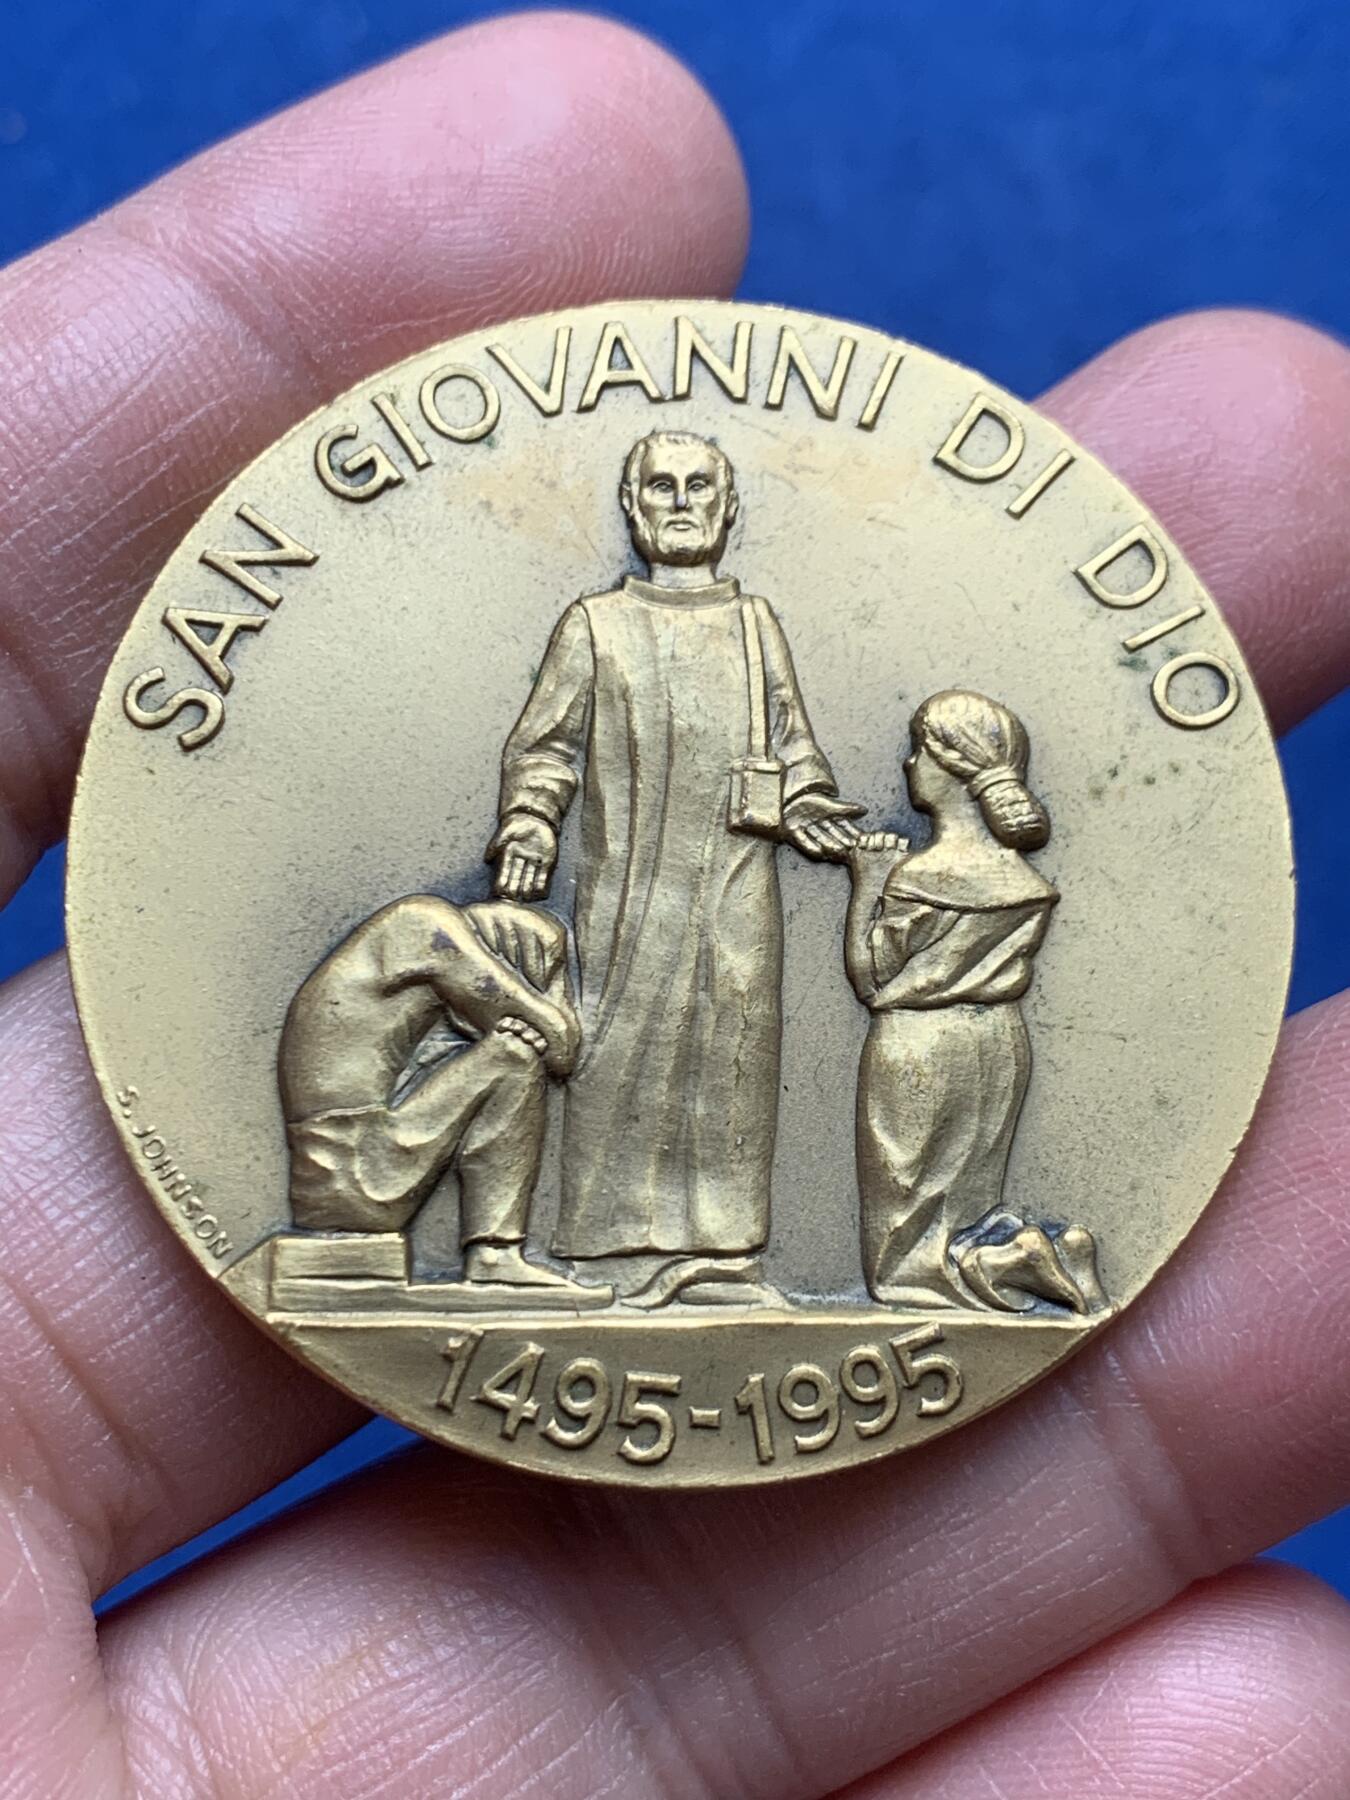 SAN GIOVANNI DI DIO
S. JOHNSON
1495-1995